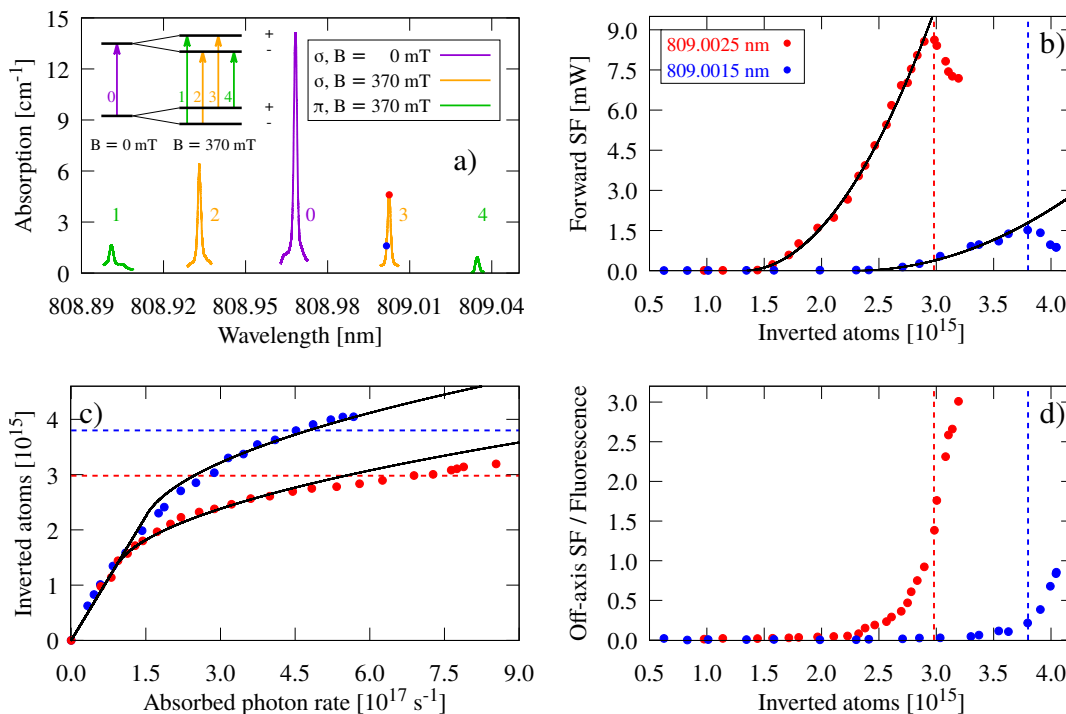 15
12
9
6
3
0
Absorption [cm⁻¹]
808.89 808.92 808.95 808.98 809.01 809.04
Wavelength [nm]
a)
σ, B = 0 mT
σ, B = 370 mT
π, B = 370 mT
0 1 2 3 4
+
-
+
-
B = 0 mT B = 370 mT
1 2 0 3 4
b)
809.0025 nm
809.0015 nm
9.0
7.5
6.0
4.5
3.0
1.5
0.0
Forward SF [mW]
0.5 1.0 1.5 2.0 2.5 3.0 3.5 4.0
Inverted atoms [10¹⁵]
c)
4
3
2
1
0
Inverted atoms [10¹⁵]
0.0 1.5 3.0 4.5 6.0 7.5 9.0
Absorbed photon rate [10¹⁷ s⁻¹]
d)
3.0
2.5
2.0
1.5
1.0
0.5
0.0
Off-axis SF / Fluorescence
0.5 1.0 1.5 2.0 2.5 3.0 3.5 4.0
Inverted atoms [10¹⁵]